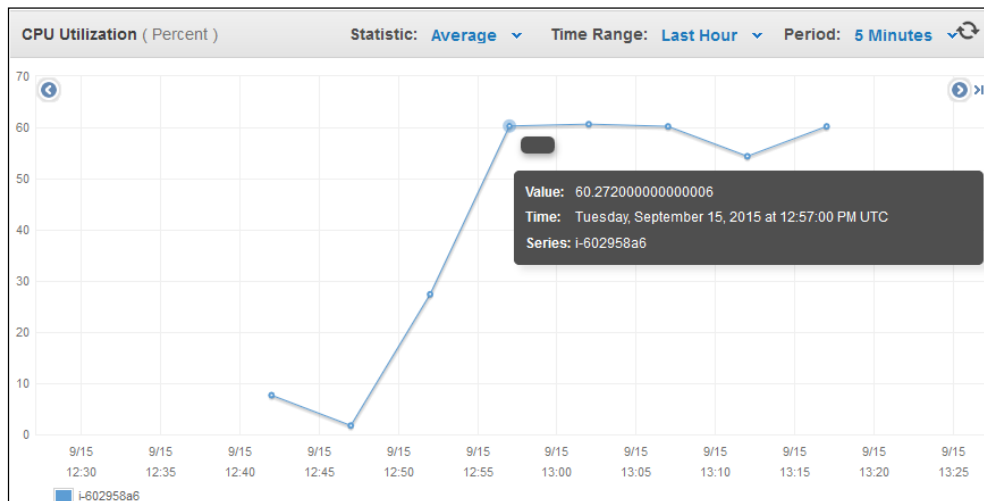 CPU Utilization ( Percent ) Statistic: Average Time Range: Last Hour Period: 5 Minutes
70
60
50
40
30
20
10
0
Value: 60.272000000000006
Time: Tuesday, September 15, 2015 at 12:57:00 PM UTC
Series: i-602958a6
9/15 9/15 9/15 9/15 9/15 9/15 9/15 9/15 9/15 9/15 9/15 9/15
12:30 12:35 12:40 12:45 12:50 12:55 13:00 13:05 13:10 13:15 13:20 13:25
i-602958a6